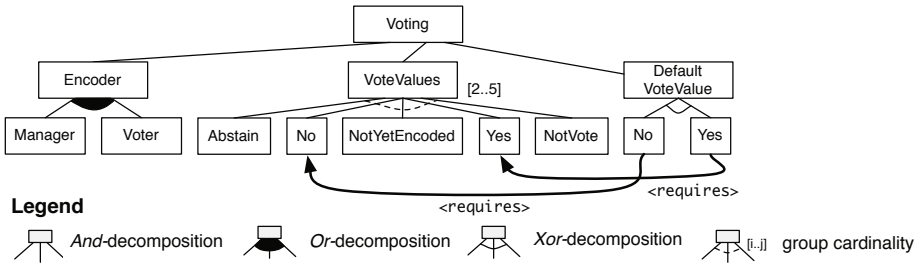 Voting
Encoder
VoteValues
[2..5]
Default
VoteValue
Manager
Voter
Abstain
No
NotYetEncoded
Yes
NotVote
No
Yes
<requires>
<requires>
Legend
And-decomposition
Or-decomposition
Xor-decomposition
[i..j]
group cardinality